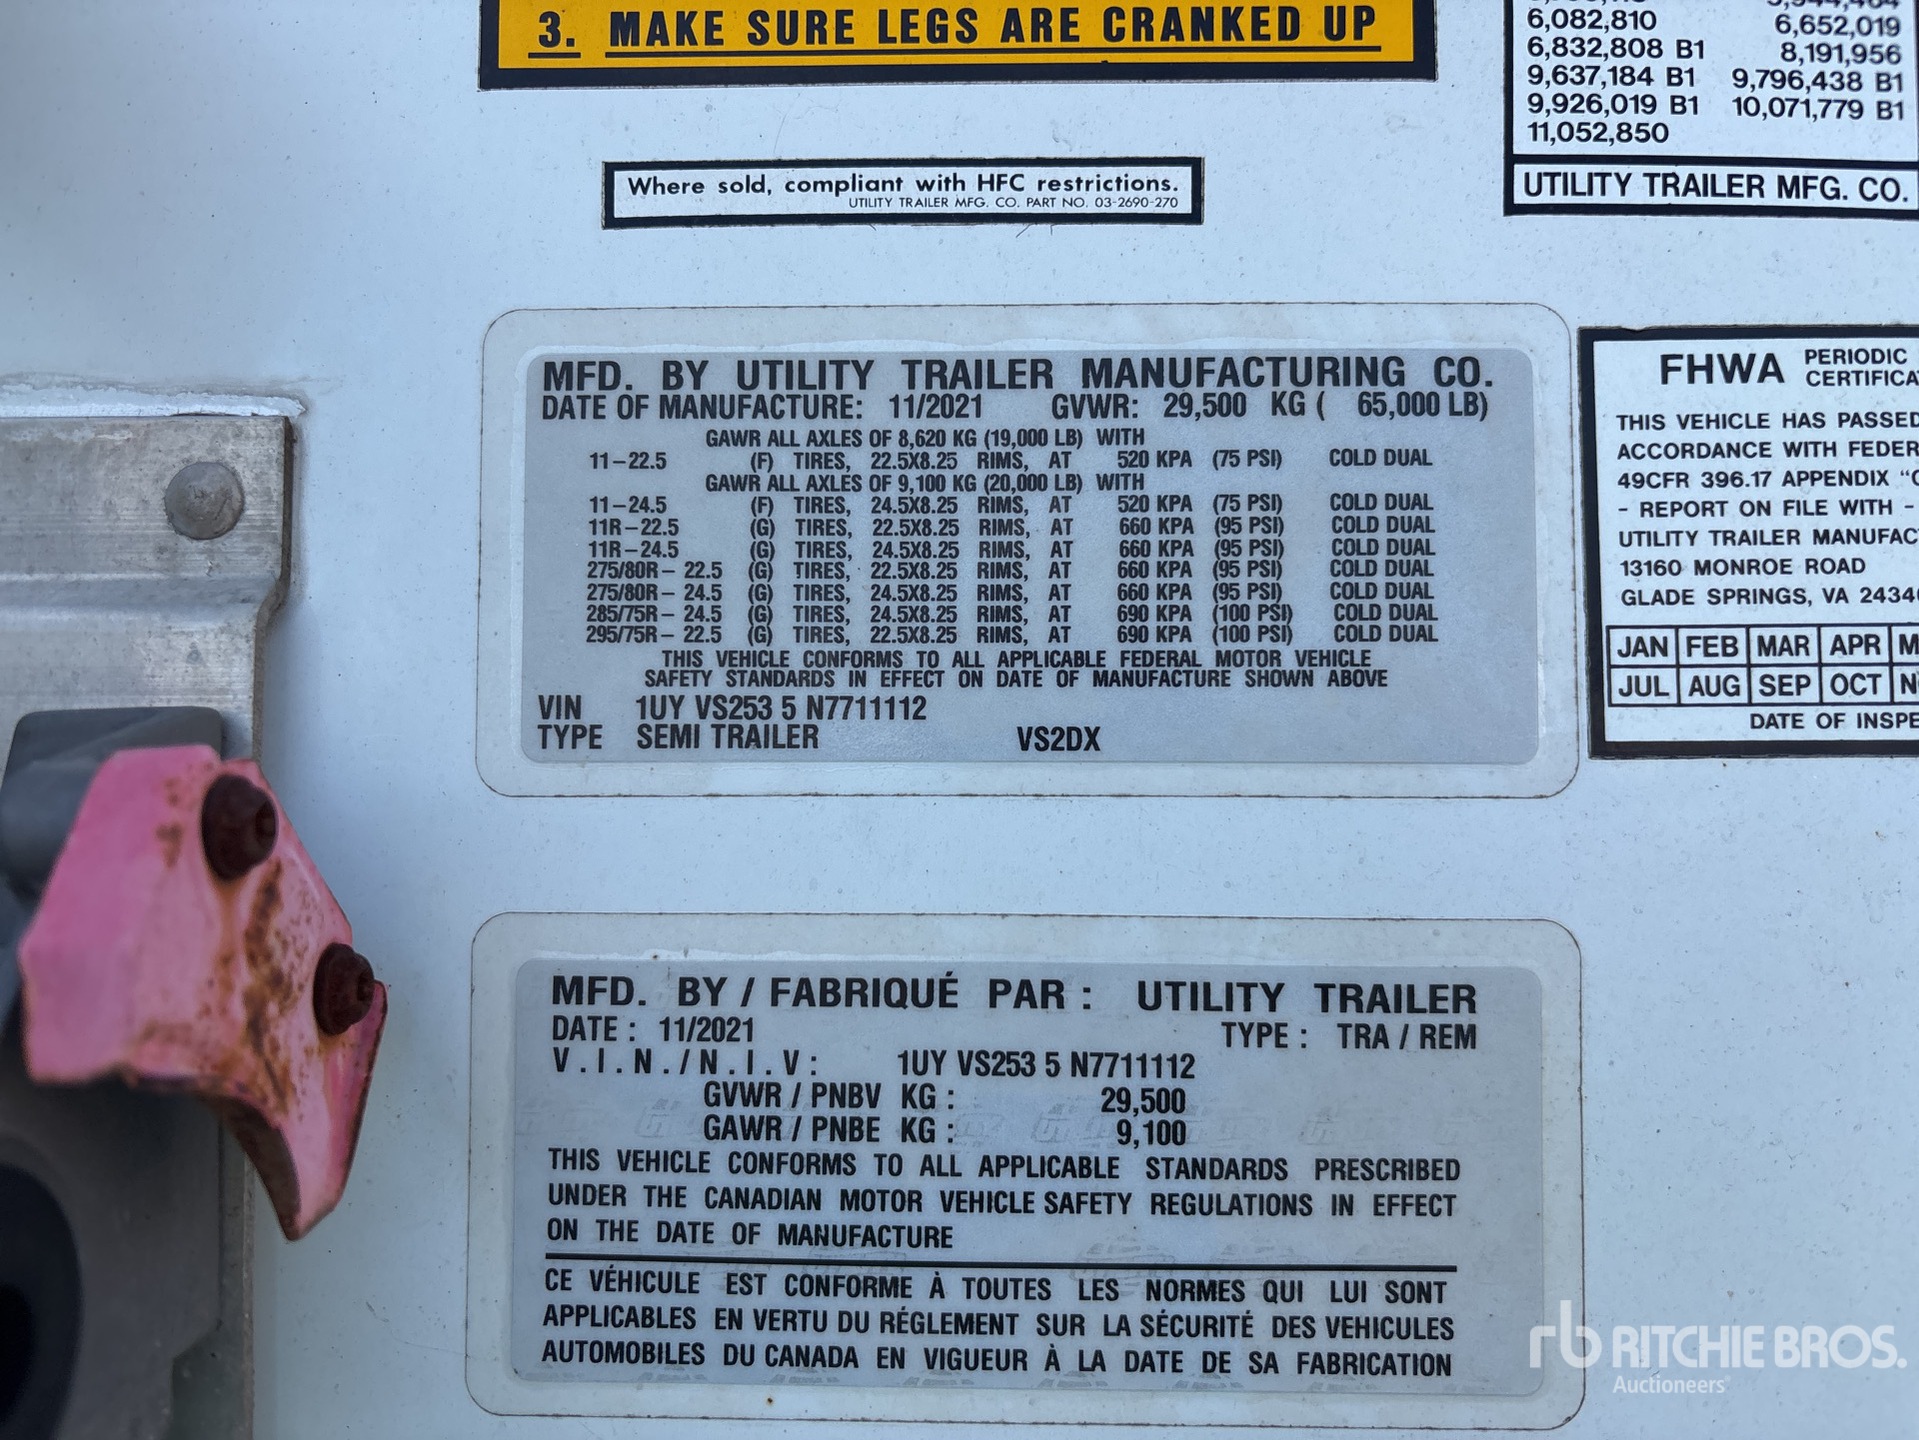 3. MAKE SURE LEGS ARE CRANKED UP
6,082,810 6,652,019
6,832,808 B1 8,191,956
9,637,184 B1 9,796,438 B1
9,926,019 B1 10,071,779 B1
11,052,850
UTILITY TRAILER MFG. CO.
Where sold, compliant with HFC restrictions.
UTILITY TRAILER MFG. CO. PART NO. 03-2690-270
MFD. BY UTILITY TRAILER MANUFACTURING CO.
DATE OF MANUFACTURE: 11/2021 GVWR: 29,500 KG ( 65,000 LB)
GAWR ALL AXLES OF 8,620 KG (19,000 LB) WITH
11-22.5 (F) TIRES, 22.5X8.25 RIMS, AT 520 KPA (75 PSI) COLD DUAL
GAWR ALL AXLES OF 9,100 KG (20,000 LB) WITH
11-24.5 (F) TIRES, 24.5X8.25 RIMS, AT 520 KPA (75 PSI) COLD DUAL
11R-22.5 (G) TIRES, 22.5X8.25 RIMS, AT 660 KPA (95 PSI) COLD DUAL
11R-24.5 (G) TIRES, 24.5X8.25 RIMS, AT 660 KPA (95 PSI) COLD DUAL
275/80R- 22.5 (G) TIRES, 22.5X8.25 RIMS, AT 660 KPA (95 PSI) COLD DUAL
275/80R- 24.5 (G) TIRES, 24.5X8.25 RIMS, AT 660 KPA (95 PSI) COLD DUAL
285/75R- 24.5 (G) TIRES, 24.5X8.25 RIMS, AT 690 KPA (100 PSI) COLD DUAL
295/75R- 22.5 (G) TIRES, 22.5X8.25 RIMS, AT 690 KPA (100 PSI) COLD DUAL
THIS VEHICLE CONFORMS TO ALL APPLICABLE FEDERAL MOTOR VEHICLE
SAFETY STANDARDS IN EFFECT ON DATE OF MANUFACTURE SHOWN ABOVE
VIN 1UY VS253 5 N7711112
TYPE SEMI TRAILER VS2DX
FHWA PERIODIC
CERTIFICA
THIS VEHICLE HAS PASSED
ACCORDANCE WITH FEDER
49CFR 396.17 APPENDIX "
- REPORT ON FILE WITH -
UTILITY TRAILER MANUFAC
13160 MONROE ROAD
GLADE SPRINGS, VA 2434
JAN FEB MAR APR M
JUL AUG SEP OCT N
DATE OF INSPE
MFD. BY / FABRIQUÉ PAR : UTILITY TRAILER
DATE : 11/2021 TYPE : TRA / REM
V.I.N./N.I.V: 1UY VS253 5 N7711112
GVWR / PNBV KG : 29,500
GAWR / PNBE KG : 9,100
THIS VEHICLE CONFORMS TO ALL APPLICABLE STANDARDS PRESCRIBED
UNDER THE CANADIAN MOTOR VEHICLE SAFETY REGULATIONS IN EFFECT
ON THE DATE OF MANUFACTURE
CE VÉHICULE EST CONFORME À TOUTES LES NORMES QUI LUI SONT
APPLICABLES EN VERTU DU RÉGLEMENT SUR LA SÉCURITÉ DES VEHICULES
AUTOMOBILES DU CANADA EN VIGUEUR À LA DATE DE SA FABRICATION
rb RITCHIE BROS.
Auctioneers